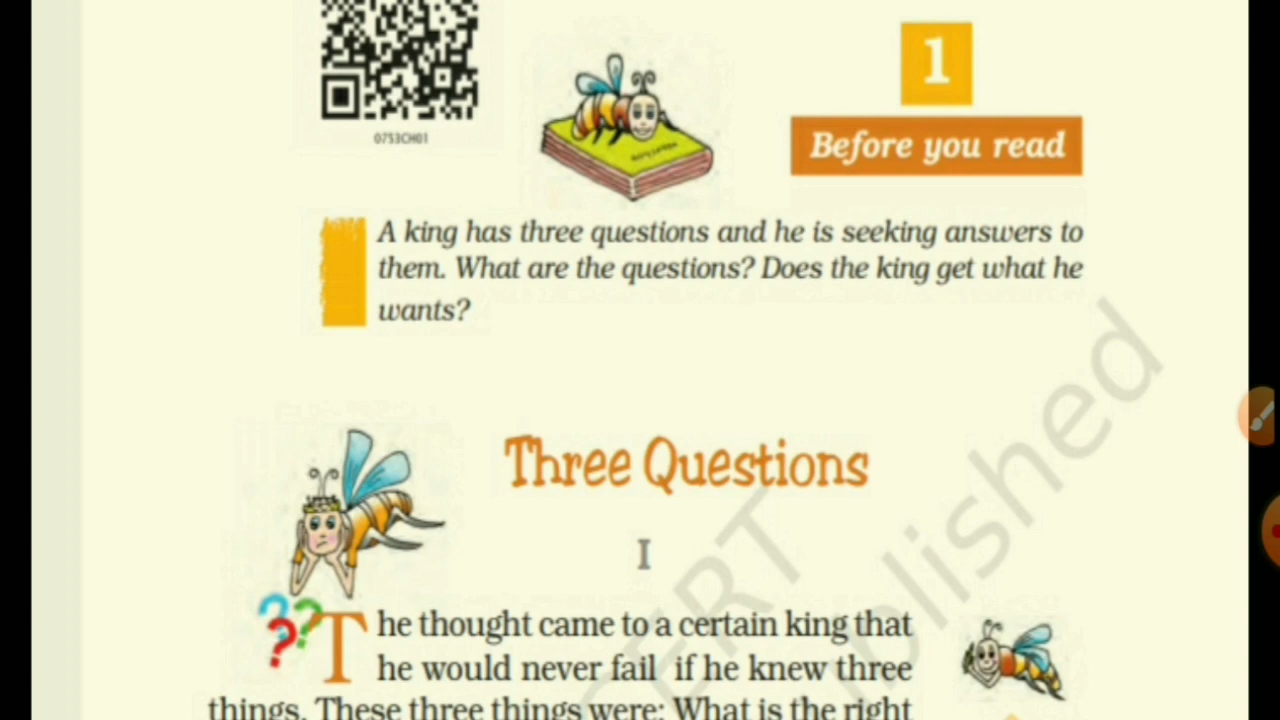 0753CH01
1
Before you read
A king has three questions and he is seeking answers to
them. What are the questions? Does the king get what he
wants?
Three Questions
I
The thought came to a certain king that
he would never fail if he knew three
things. These three things were: What is the right